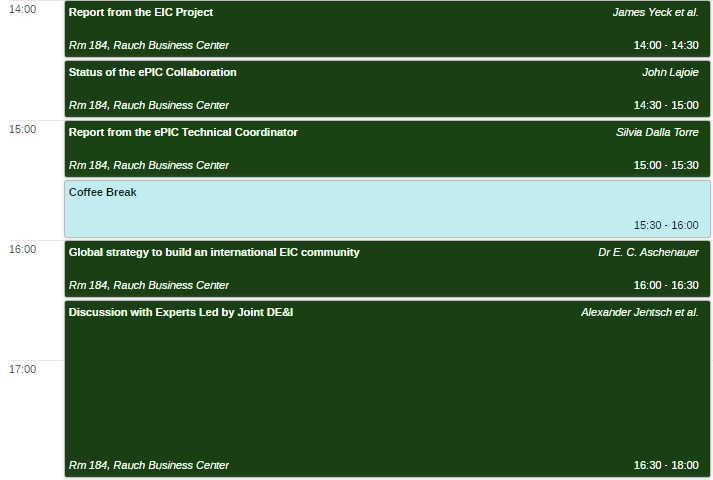 14:00
Report from the EIC Project
James Yeck et al.
Rm 184, Rauch Business Center
14:00 - 14:30
Status of the ePIC Collaboration
John Lajoie
Rm 184, Rauch Business Center
14:30 - 15:00
15:00
Report from the ePIC Technical Coordinator
Silvia Dalla Torre
Rm 184, Rauch Business Center
15:00 - 15:30
Coffee Break
15:30 - 16:00
16:00
Global strategy to build an international EIC community
Dr E. C. Aschenauer
Rm 184, Rauch Business Center
16:00 - 16:30
Discussion with Experts Led by Joint DE&I
Alexander Jentsch et al.
17:00
Rm 184, Rauch Business Center
16:30 - 18:00